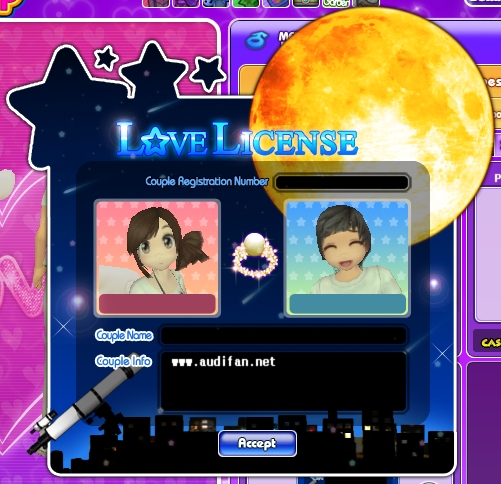 LOVE LICENSE
Couple Registration Number
Couple Name
Couple Info
www.audifan.net
Accept